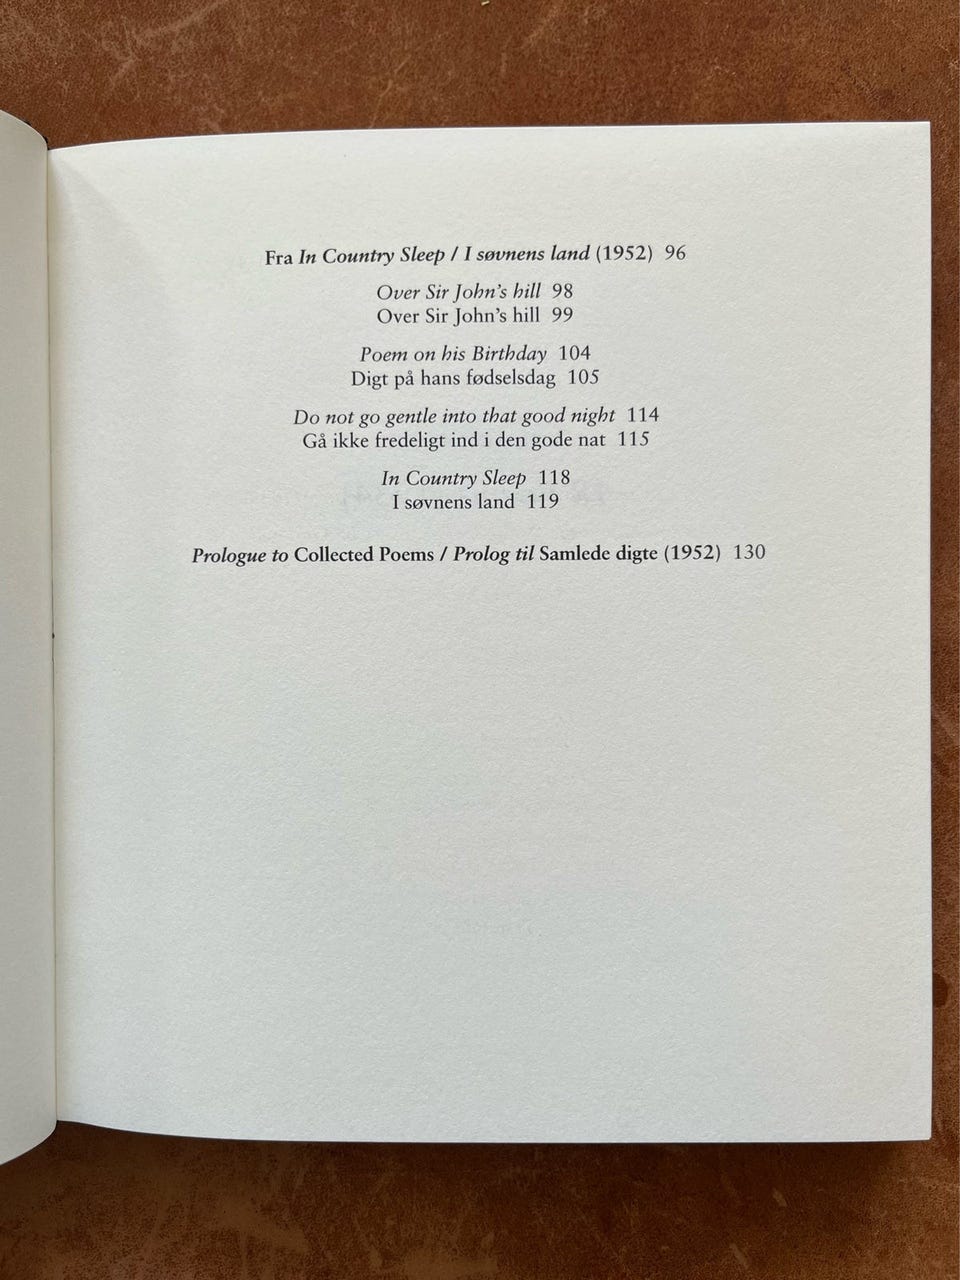 Fra In Country Sleep / I søvnens land (1952) 96
Over Sir John's hill 98
Over Sir John's hill 99
Poem on his Birthday 104
Digt på hans fødselsdag 105
Do not go gentle into that good night 114
Gå ikke fredeligt ind i den gode nat 115
In Country Sleep 118
I søvnens land 119
Prologue to Collected Poems / Prolog til Samlede digte (1952) 130